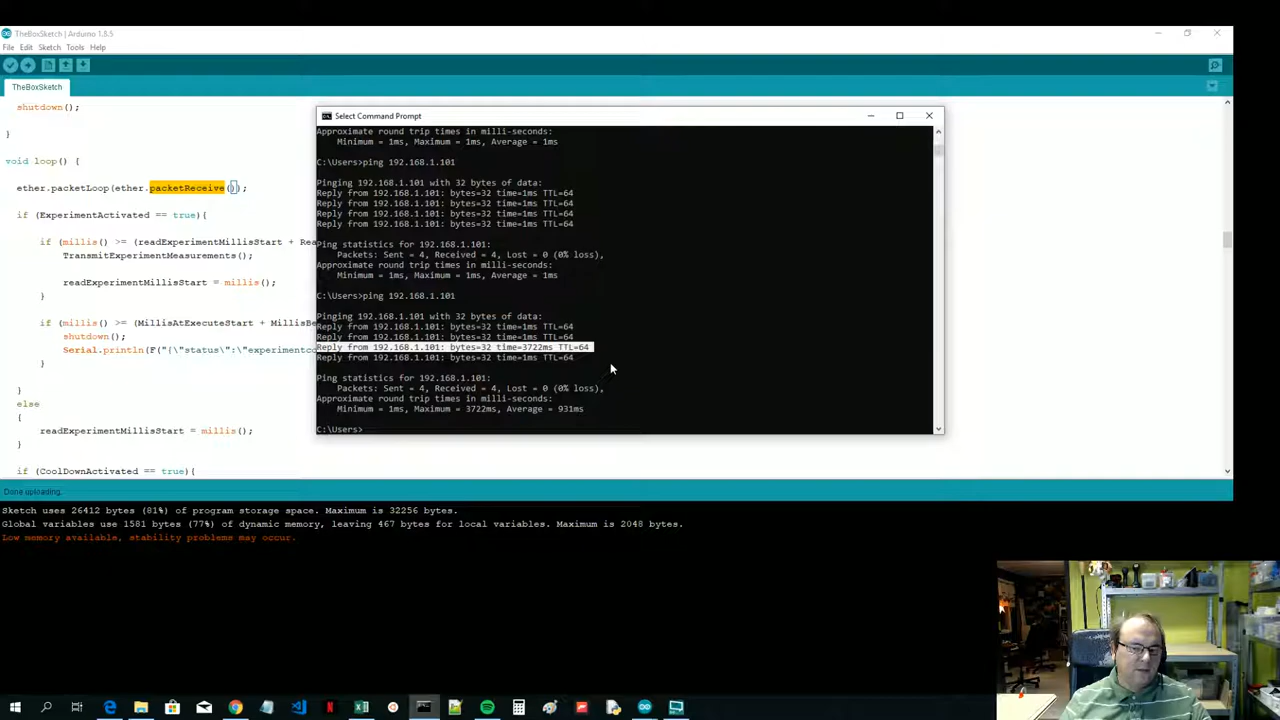 TheBoxSketch | Arduino 1.8.5
File Edit Sketch Tools Help
TheBoxSketch
shutdown();
}
void loop() {
ether.packetLoop(ether.packetReceive());
if (ExperimentActivated == true){
if (millis() >= (readExperimentMillisStart + Rea
TransmitExperimentMeasurements();
readExperimentMillisStart = millis();
}
if (millis() >= (MillisAtExecuteStart + MillisBe
shutdown();
Serial.println(F("{\"status\":\"experimentco
}
}
else
{
readExperimentMillisStart = millis();
}
if (CoolDownActivated == true){
Select Command Prompt
Approximate round trip times in milli-seconds:
Minimum = 1ms, Maximum = 1ms, Average = 1ms
C:\Users>ping 192.168.1.101
Pinging 192.168.1.101 with 32 bytes of data:
Reply from 192.168.1.101: bytes=32 time=1ms TTL=64
Reply from 192.168.1.101: bytes=32 time=1ms TTL=64
Reply from 192.168.1.101: bytes=32 time=1ms TTL=64
Reply from 192.168.1.101: bytes=32 time=1ms TTL=64
Ping statistics for 192.168.1.101:
Packets: Sent = 4, Received = 4, Lost = 0 (0% loss),
Approximate round trip times in milli-seconds:
Minimum = 1ms, Maximum = 1ms, Average = 1ms
C:\Users>ping 192.168.1.101
Pinging 192.168.1.101 with 32 bytes of data:
Reply from 192.168.1.101: bytes=32 time=1ms TTL=64
Reply from 192.168.1.101: bytes=32 time=1ms TTL=64
Reply from 192.168.1.101: bytes=32 time=3722ms TTL=64
Reply from 192.168.1.101: bytes=32 time=1ms TTL=64
Ping statistics for 192.168.1.101:
Packets: Sent = 4, Received = 4, Lost = 0 (0% loss),
Approximate round trip times in milli-seconds:
Minimum = 1ms, Maximum = 3722ms, Average = 931ms
C:\Users>
Done uploading.
Sketch uses 26412 bytes (81%) of program storage space. Maximum is 32256 bytes.
Global variables use 1581 bytes (77%) of dynamic memory, leaving 467 bytes for local variables. Maximum is 2048 bytes.
Low memory available, stability problems may occur.